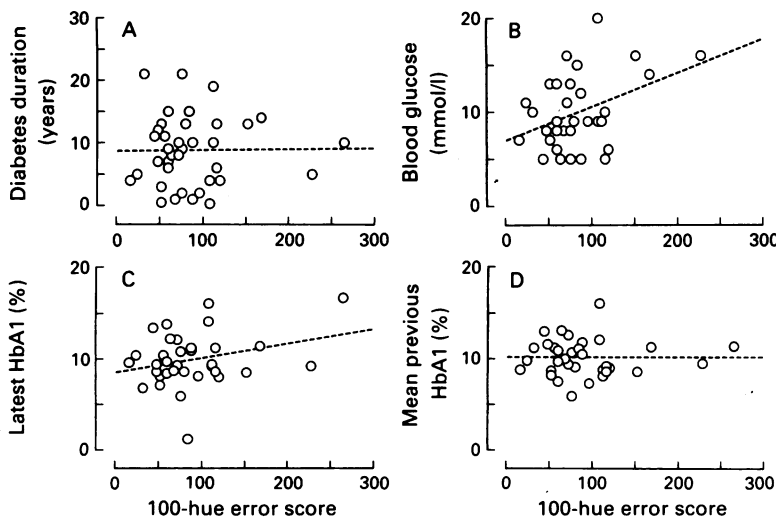 A
Diabetes duration
(years)
30
20
10
0
0 100 200 300
B
Blood glucose
(mmol/l)
20
10
0
0 100 200 300
C
Latest HbA1 (%)
20
10
0
0 100 200 300
100-hue error score
D
Mean previous
HbA1 (%)
20
10
0
0 100 200 300
100-hue error score